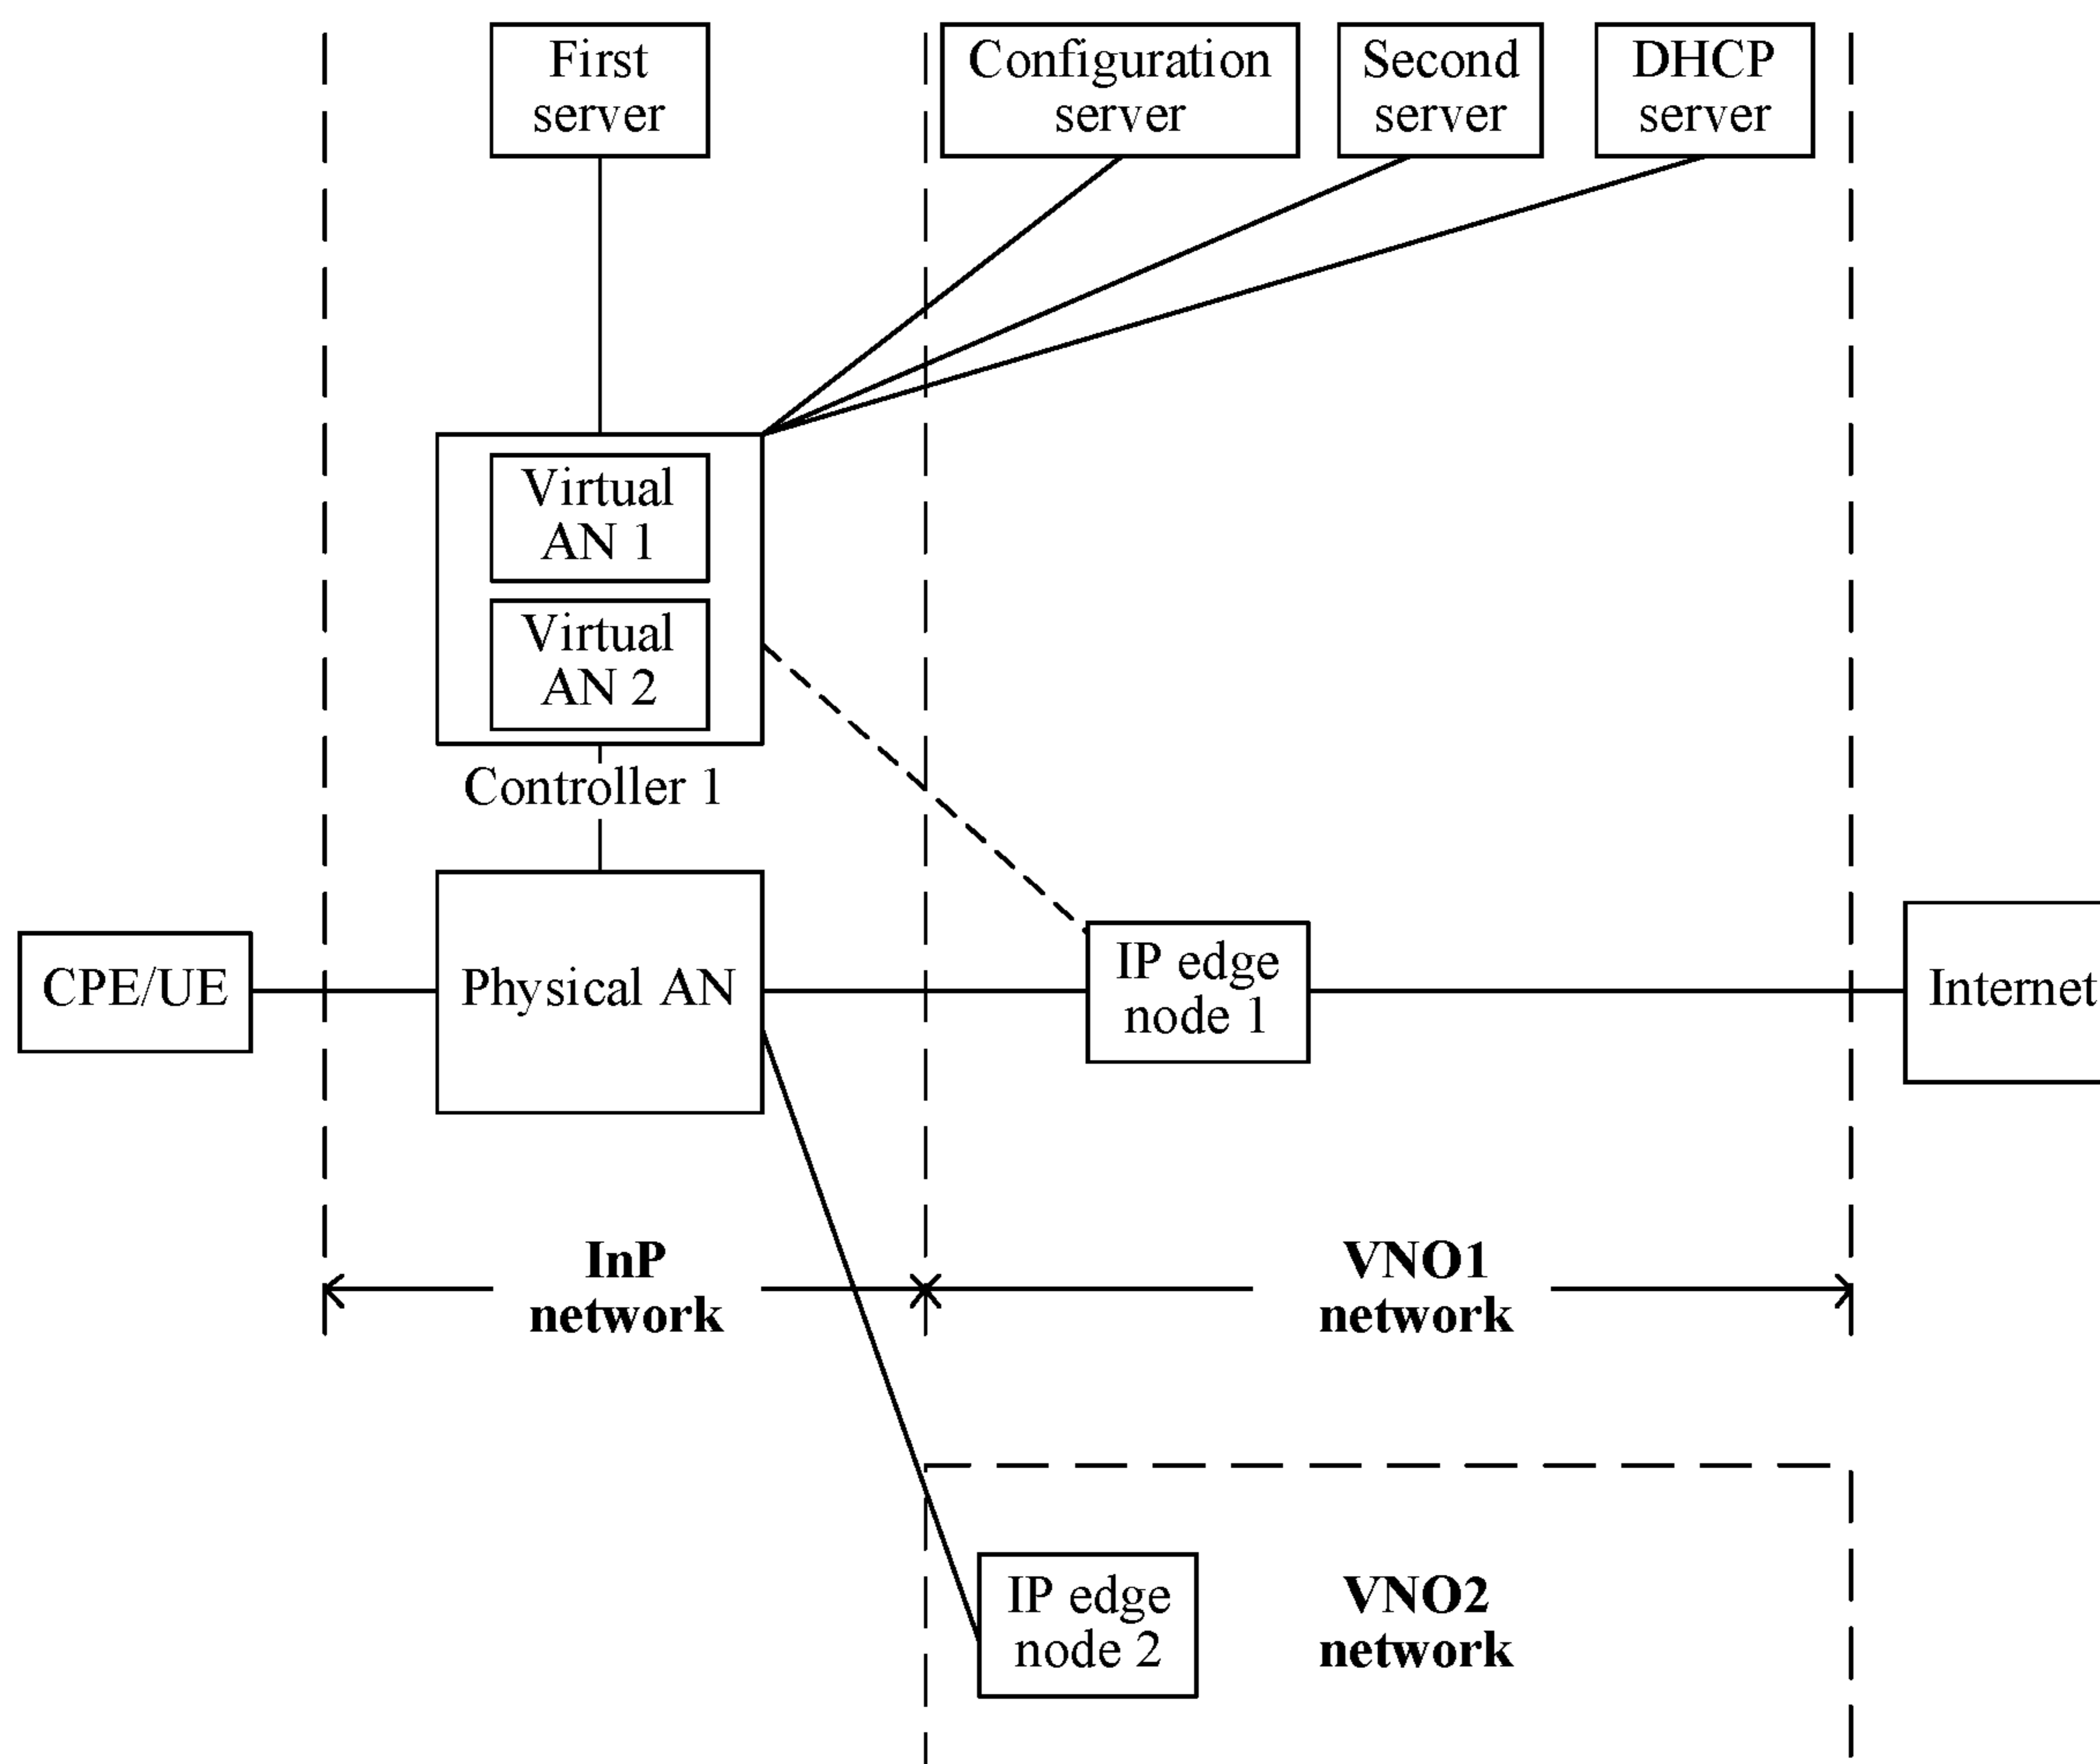 First
server
Configuration
server
Second
server
DHCP
server
Virtual
AN 1
Virtual
AN 2
Controller 1
CPE/UE
Physical AN
IP edge
node 1
Internet
InP
network
VNO1
network
IP edge
node 2
VNO2
network